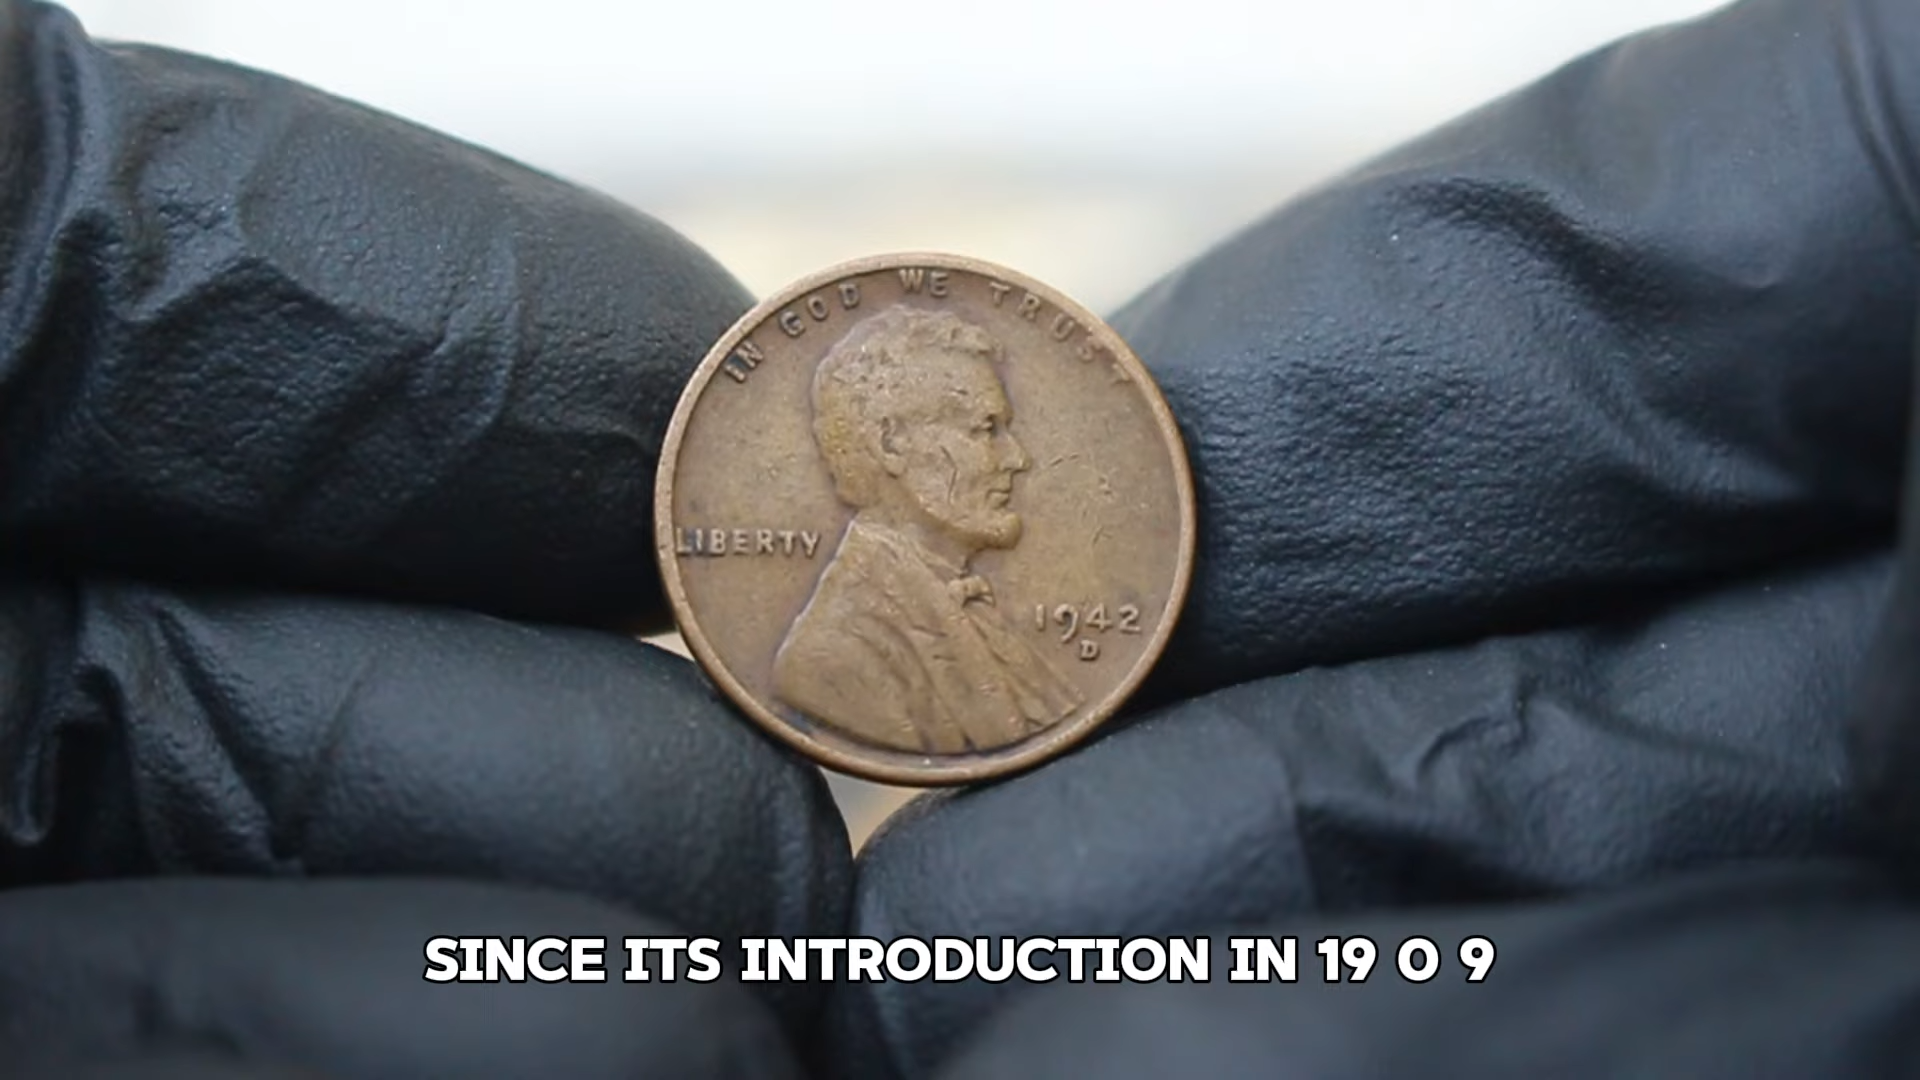 IN GOD WE TRUST
LIBERTY
1942
D
SINCE ITS INTRODUCTION IN 19 0 9